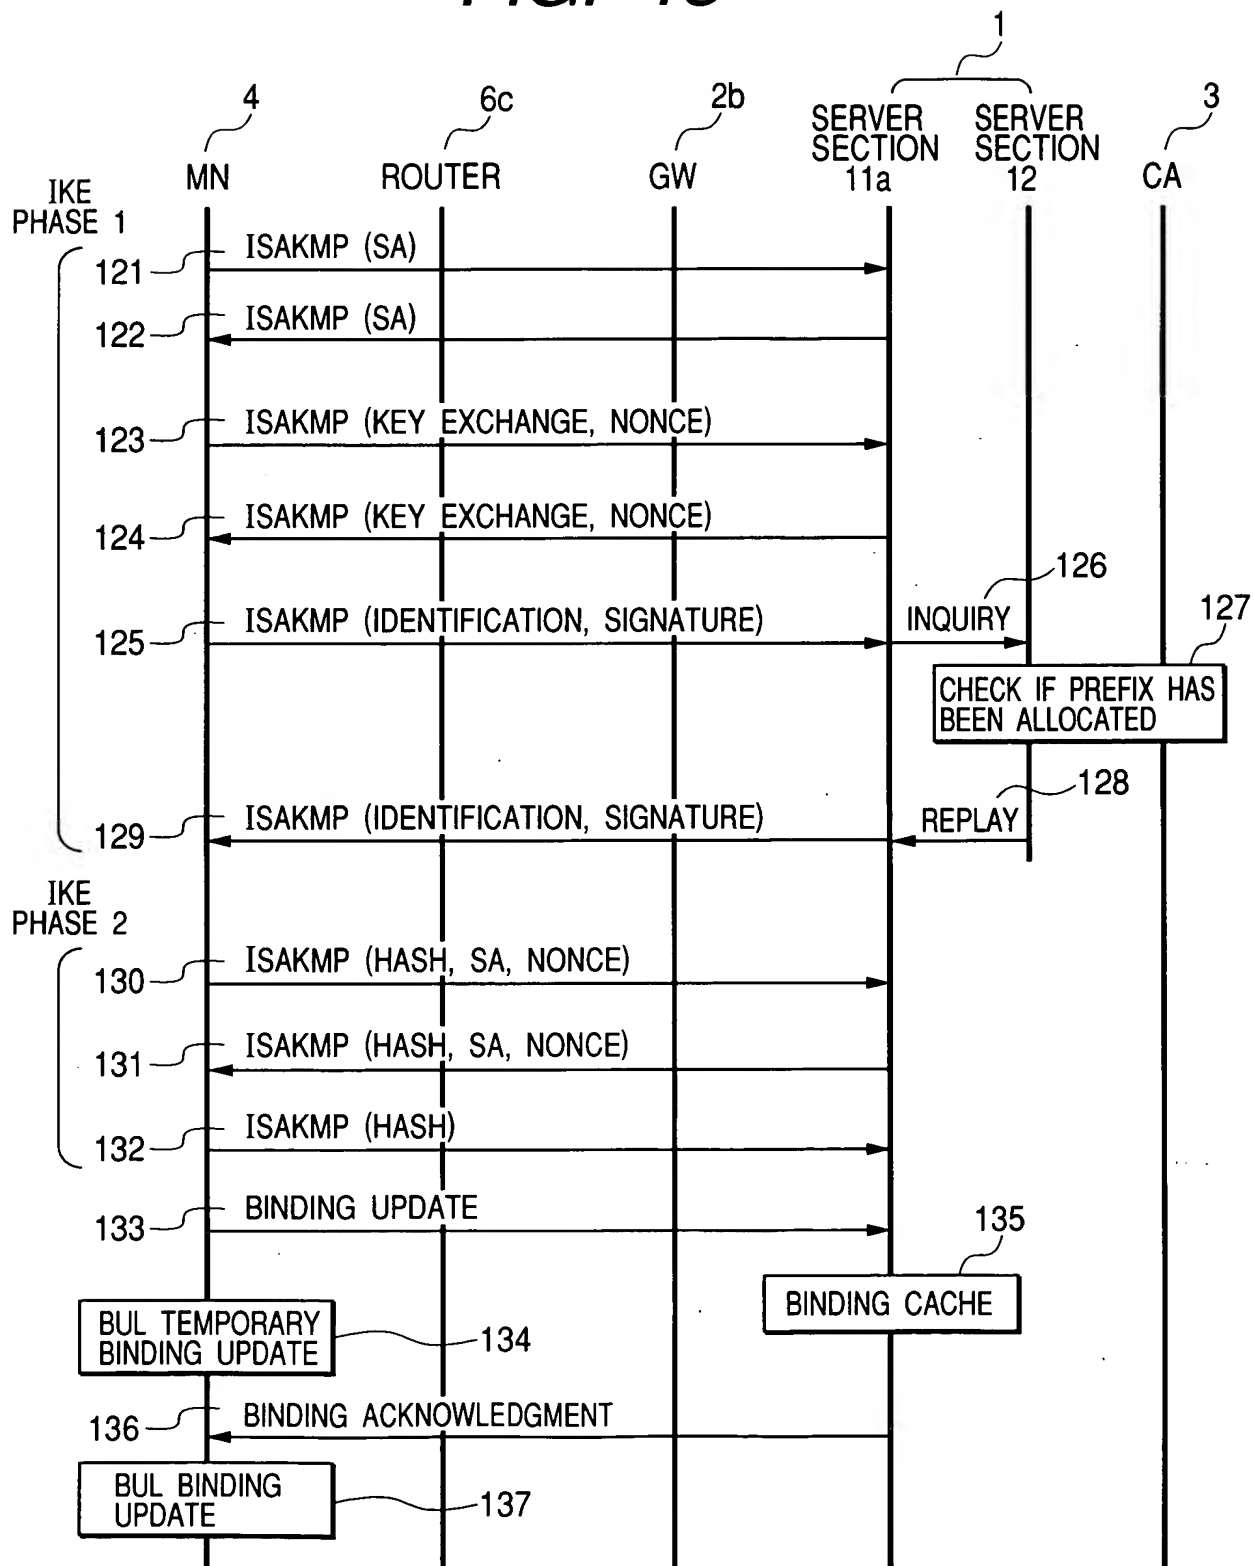 1
4
6c
2b
3
SERVER
SECTION
11a
SERVER
SECTION
12
MN
ROUTER
GW
CA
IKE
PHASE 1
121
ISAKMP (SA)
122
ISAKMP (SA)
123
ISAKMP (KEY EXCHANGE, NONCE)
124
ISAKMP (KEY EXCHANGE, NONCE)
125
ISAKMP (IDENTIFICATION, SIGNATURE)
INQUIRY
126
127
CHECK IF PREFIX HAS
BEEN ALLOCATED
128
129
ISAKMP (IDENTIFICATION, SIGNATURE)
REPLAY
IKE
PHASE 2
130
ISAKMP (HASH, SA, NONCE)
131
ISAKMP (HASH, SA, NONCE)
132
ISAKMP (HASH)
133
BINDING UPDATE
135
BINDING CACHE
BUL TEMPORARY
BINDING UPDATE
134
136
BINDING ACKNOWLEDGMENT
BUL BINDING
UPDATE
137